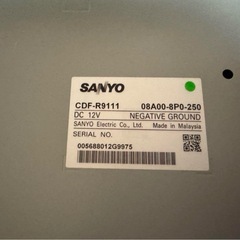 SANYO
CDF-R9111 08A00-8P0-250
DC 12V NEGATIVE GROUND
SANYO Electric Co., Ltd. Made in Malaysia
SERIAL NO.
005688012G9975